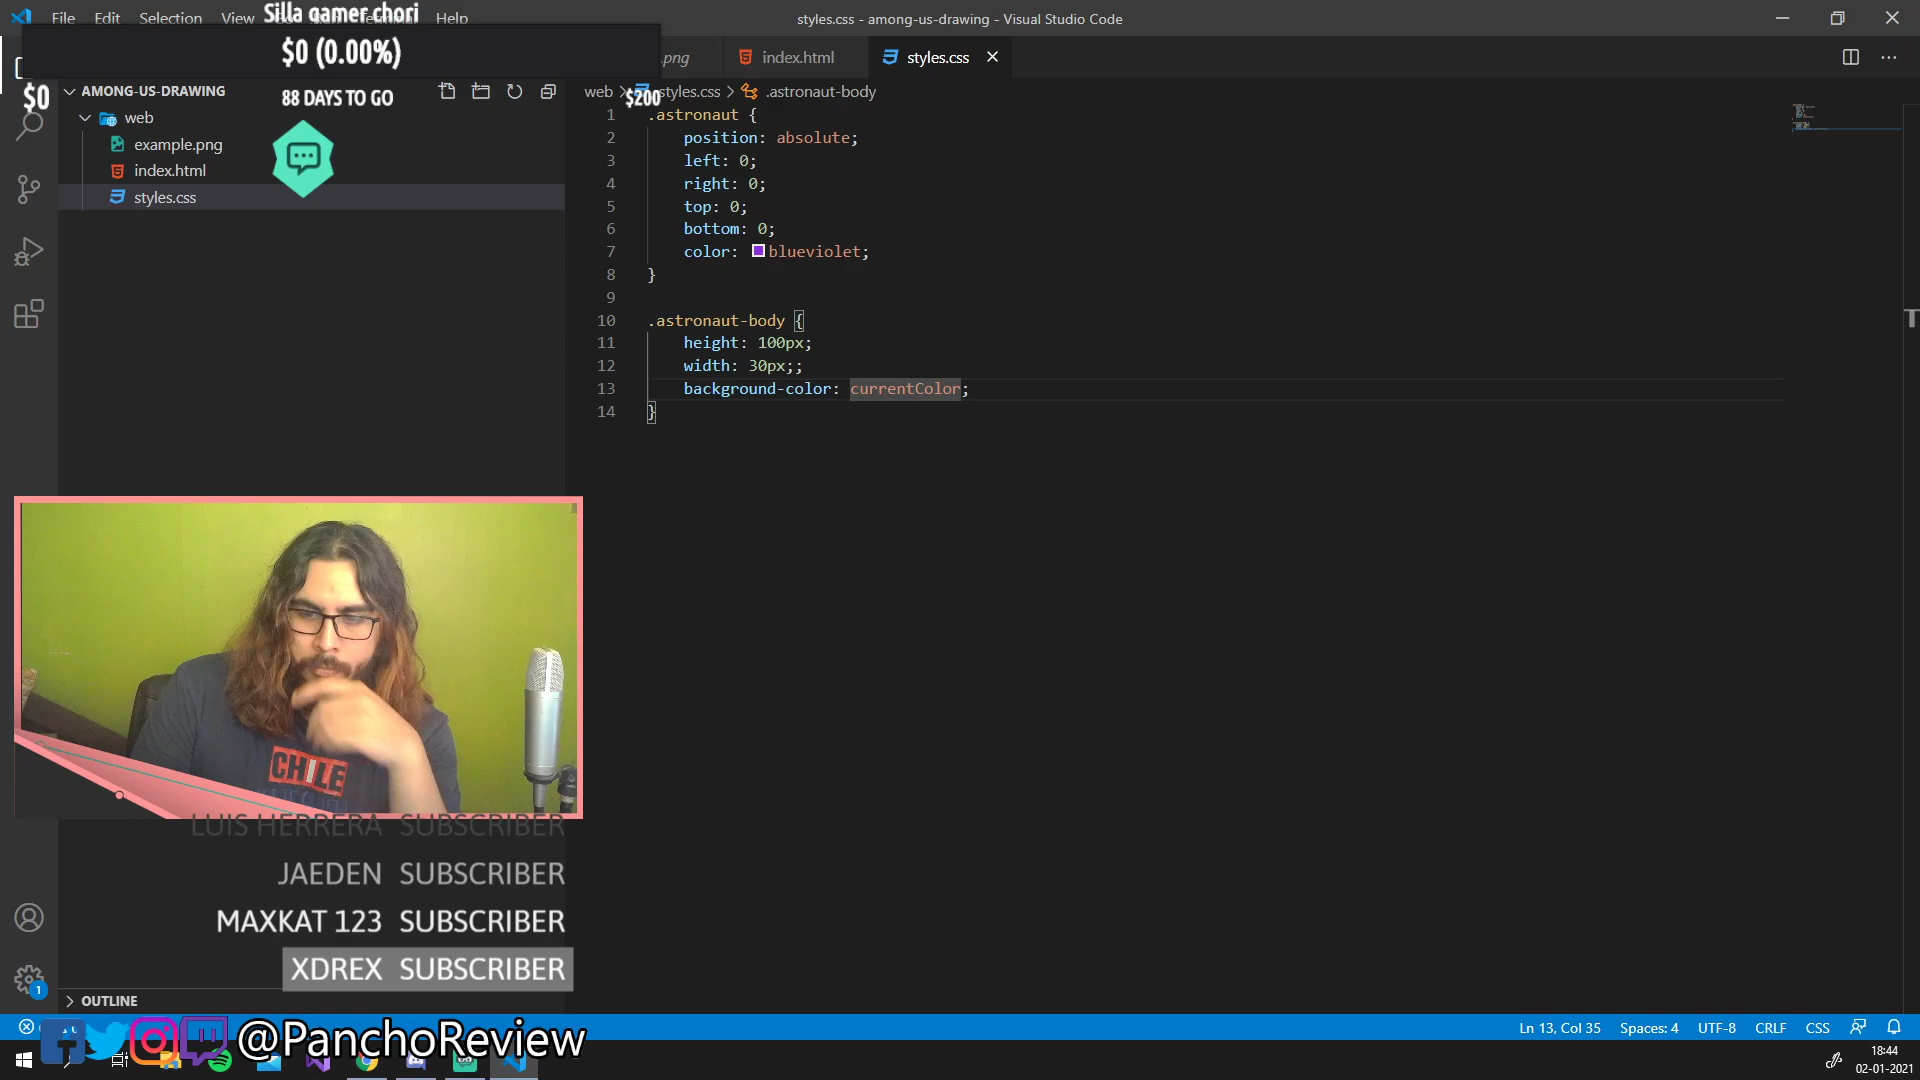 File Edit Selection View Help
styles.css - among-us-drawing - Visual Studio Code
Silla gamer chori
$0 (0.00%)
$0
$200
88 DAYS TO GO
.png
index.html
styles.css
AMONG-US-DRAWING
web
example.png
index.html
styles.css
web > styles.css > .astronaut-body
1 .astronaut {
2 position: absolute;
3 left: 0;
4 right: 0;
5 top: 0;
6 bottom: 0;
7 color: blueviolet;
8 }
9
10 .astronaut-body {
11 height: 100px;
12 width: 30px;;
13 background-color: currentColor;
14 }
CHILE
LUIS HERRERA SUBSCRIBER
JAEDEN SUBSCRIBER
MAXKAT 123 SUBSCRIBER
XDREX SUBSCRIBER
1
OUTLINE
@PanchoReview
Ln 13, Col 35 Spaces: 4 UTF-8 CRLF CSS
18:44
02-01-2021